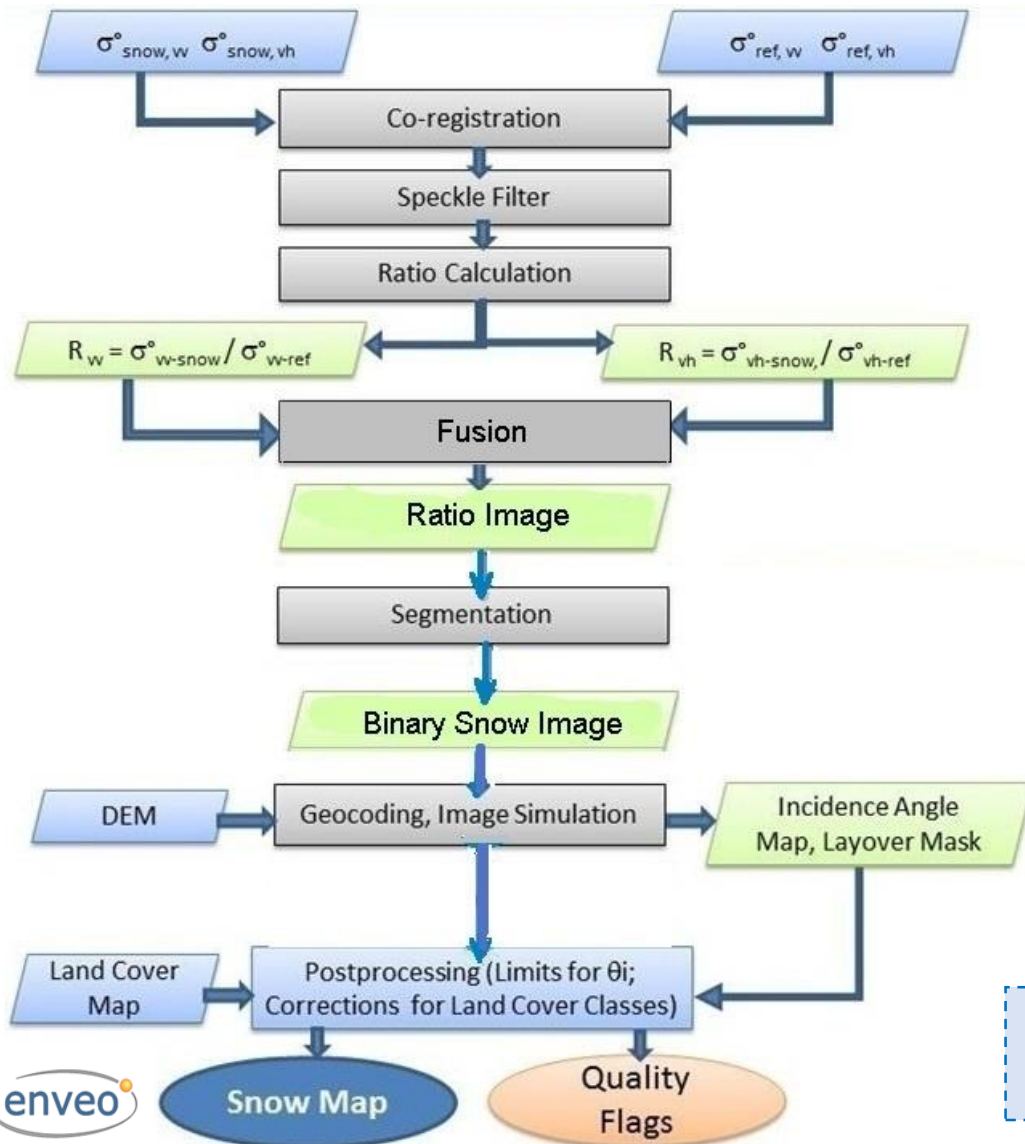 σ°snow, vv σ°snow, vh
σ°ref, vv σ°ref, vh
Co-registration
Speckle Filter
Ratio Calculation
R vv = σ°vv-snow / σ°vv-ref
R vh = σ°vh-snow, / σ°vh-ref
Fusion
Ratio Image
Segmentation
Binary Snow Image
DEM
Geocoding, Image Simulation
Incidence Angle
Map, Layover Mask
Land Cover
Map
Postprocessing (Limits for θi;
Corrections for Land Cover Classes)
enveo
Snow Map
Quality
Flags